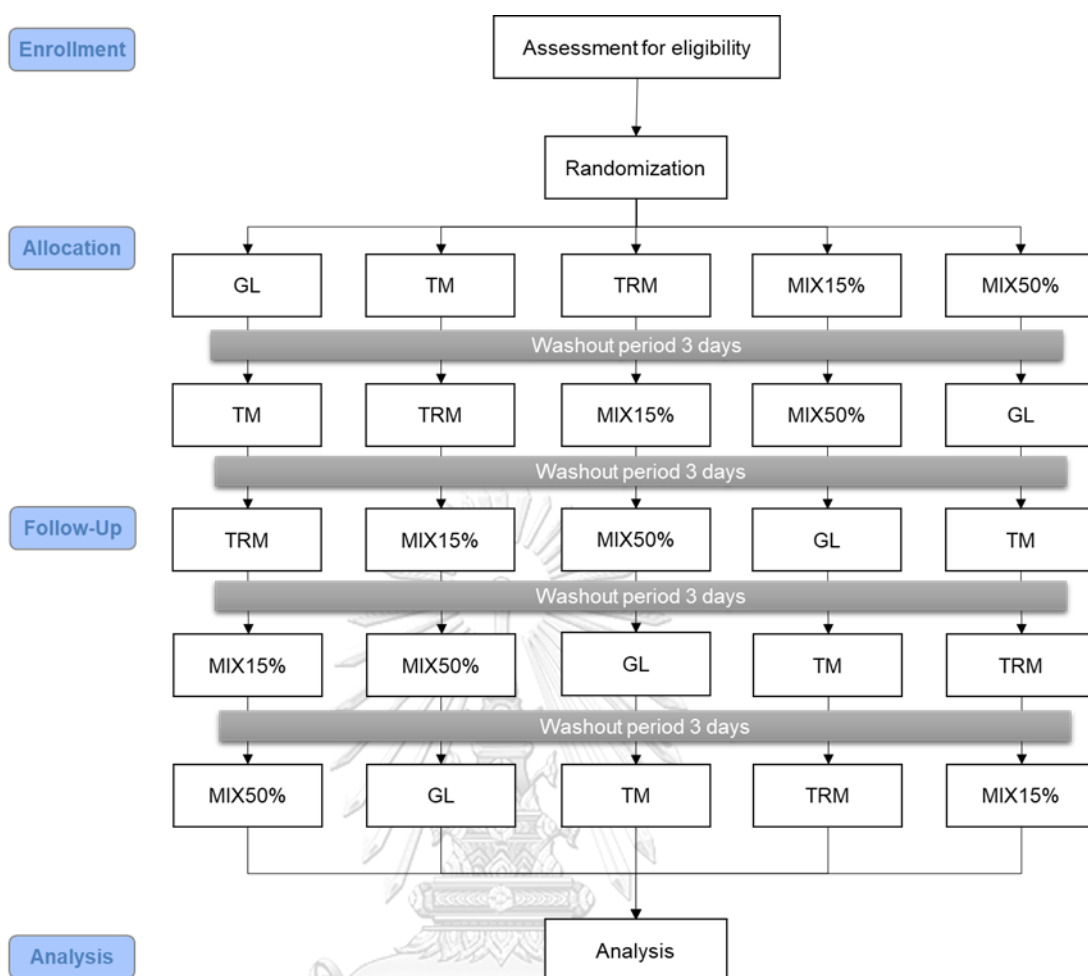 Enrollment
Assessment for eligibility
Randomization
Allocation
GL TM TRM MIX15% MIX50%
Washout period 3 days
TM TRM MIX15% MIX50% GL
Washout period 3 days
Follow-Up
TRM MIX15% MIX50% GL TM
Washout period 3 days
MIX15% MIX50% GL TM TRM
Washout period 3 days
MIX50% GL TM TRM MIX15%
Analysis
Analysis